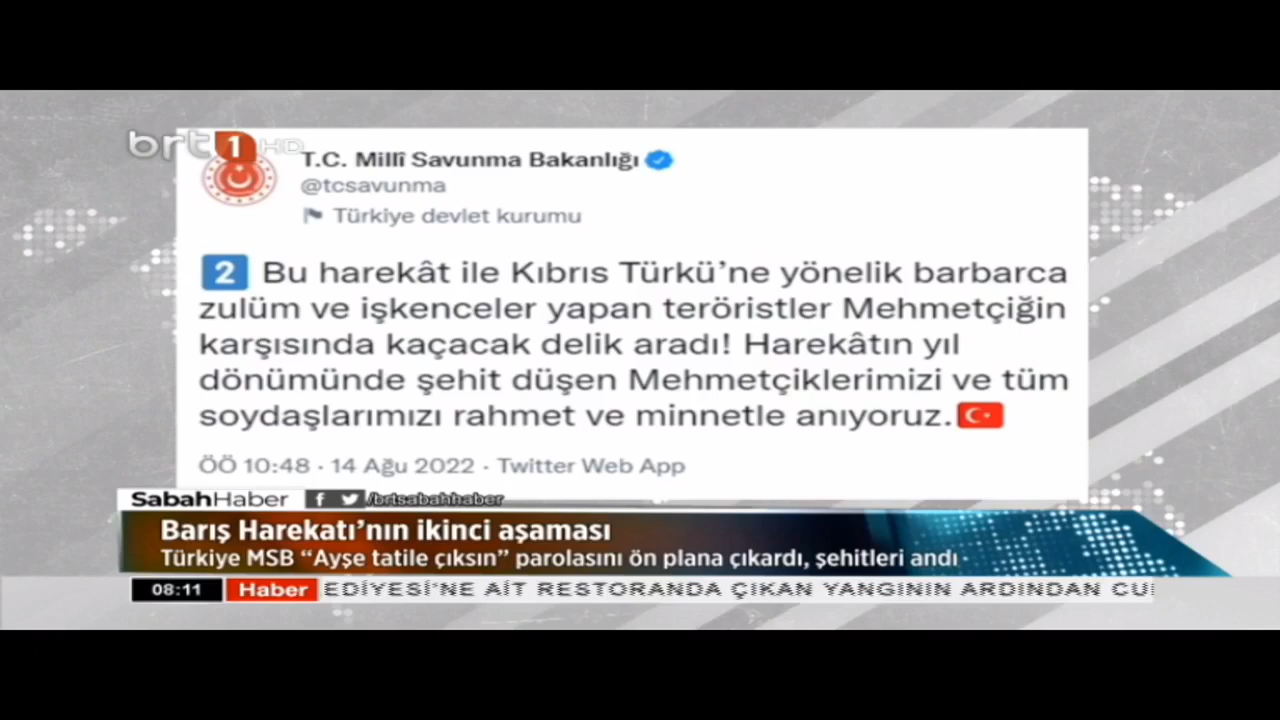 brt 1 HD
T.C. Millî Savunma Bakanlığı
@tcsavunma
Türkiye devlet kurumu
2 Bu harekât ile Kıbrıs Türkü’ne yönelik barbarca
zulüm ve işkenceler yapan teröristler Mehmetçiğin
karşısında kaçacak delik aradı! Harekâtın yıl
dönümünde şehit düşen Mehmetçiklerimizi ve tüm
soydaşlarımızı rahmet ve minnetle anıyoruz.
ÖÖ 10:48 · 14 Ağu 2022 · Twitter Web App
SabahHaber f /brtsabahhaber
Barış Harekatı’nın ikinci aşaması
Türkiye MSB “Ayşe tatile çıksın” parolasını ön plana çıkardı, şehitleri andı
08:11 Haber EDİYESİ’NE AİT RESTORANDA ÇIKAN YANGININ ARDINDAN